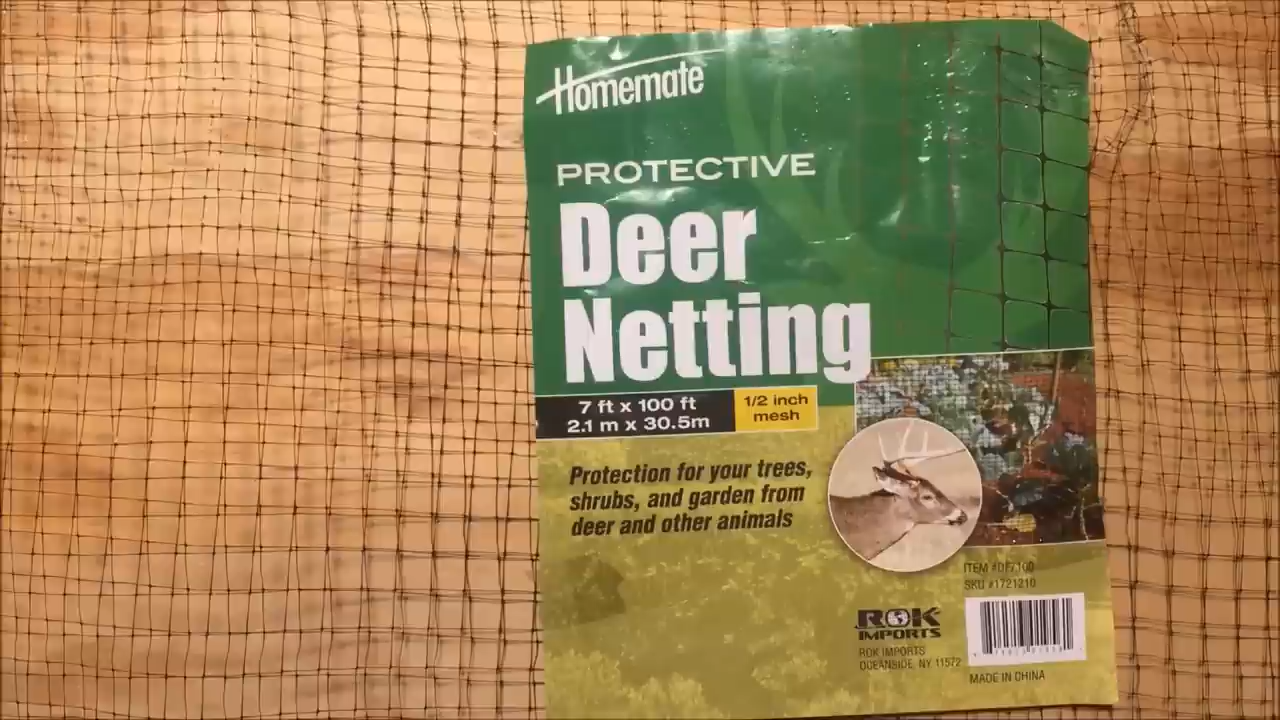 Homemate
PROTECTIVE
Deer
Netting
7 ft x 100 ft
2.1 m x 30.5m
1/2 inch
mesh
Protection for your trees,
shrubs, and garden from
deer and other animals
ITEM #DF7100
SKU #1721210
ROK
IMPORTS
ROK IMPORTS
OCEANSIDE, NY 11572
MADE IN CHINA